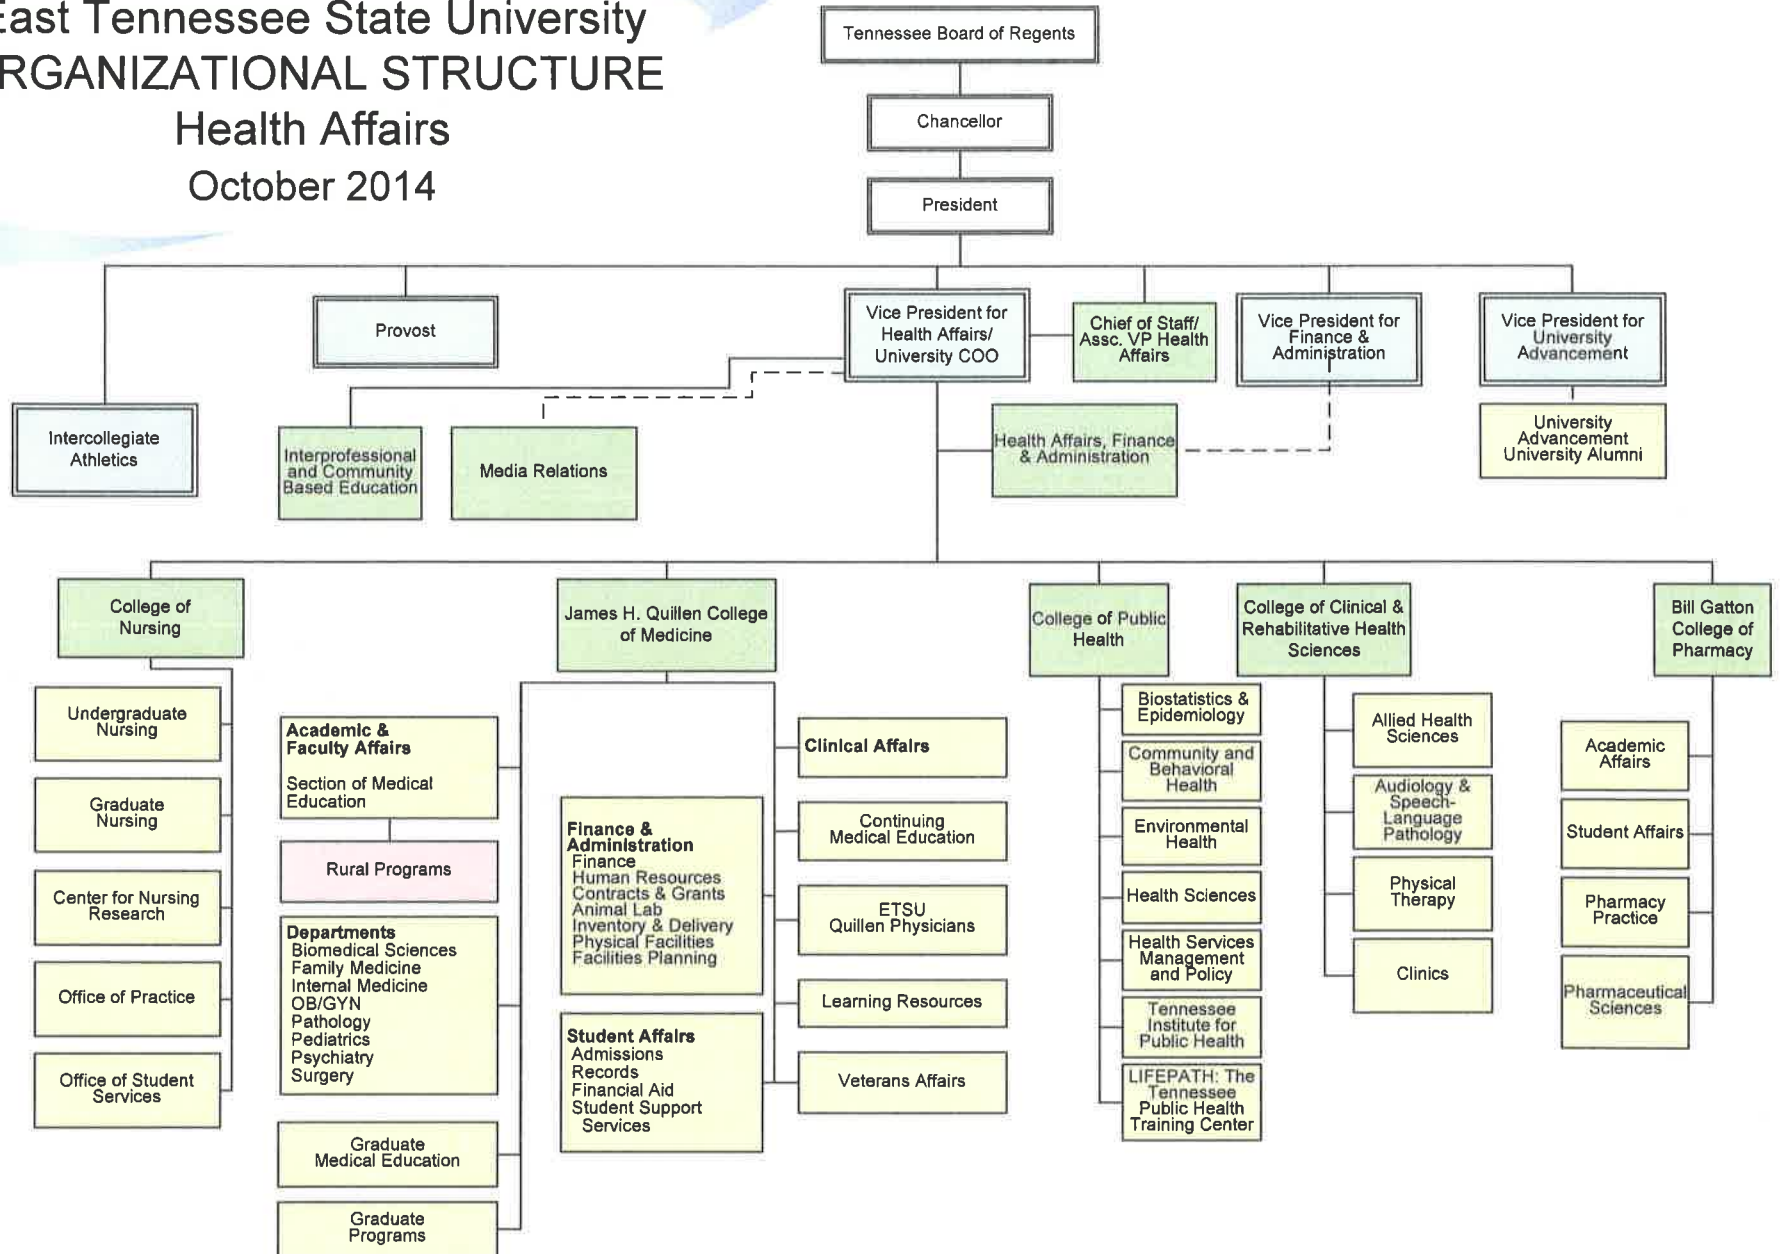 East Tennessee State University
RGANIZATIONAL STRUCTURE
Health Affairs
October 2014
Tennessee Board of Regents
Chancellor
President
Provost
Vice President for
Health Affairs/
University COO
Chief of Staff/
Assc. VP Health
Affairs
Vice President for
Finance &
Administration
Vice President for
University
Advancement
Intercollegiate
Athletics
Interprofessional
and Community
Based Education
Media Relations
Health Affairs, Finance
& Administration
University
Advancement
University Alumni
College of
Nursing
James H. Quillen College
of Medicine
College of Public
Health
College of Clinical &
Rehabilitative Health
Sciences
Bill Gatton
College of
Pharmacy
Undergraduate
Nursing
Graduate
Nursing
Center for Nursing
Research
Office of Practice
Office of Student
Services
Academic &
Faculty Affairs
Section of Medical
Education
Rural Programs
Departments
Biomedical Sciences
Family Medicine
Internal Medicine
OB/GYN
Pathology
Pediatrics
Psychiatry
Surgery
Graduate
Medical Education
Graduate
Programs
Finance &
Administration
Finance
Human Resources
Contracts & Grants
Animal Lab
Inventory & Delivery
Physical Facilities
Facilities Planning
Student Affairs
Admissions
Records
Financial Aid
Student Support
Services
Clinical Affairs
Continuing
Medical Education
ETSU
Quillen Physicians
Learning Resources
Veterans Affairs
Biostatistics &
Epidemiology
Community and
Behavioral
Health
Environmental
Health
Health Sciences
Health Services
Management
and Policy
Tennessee
Institute for
Public Health
LIFEPATH: The
Tennessee
Public Health
Training Center
Allied Health
Sciences
Audiology &
Speech-
Language
Pathology
Physical
Therapy
Clinics
Academic
Affairs
Student Affairs
Pharmacy
Practice
Pharmaceutical
Sciences